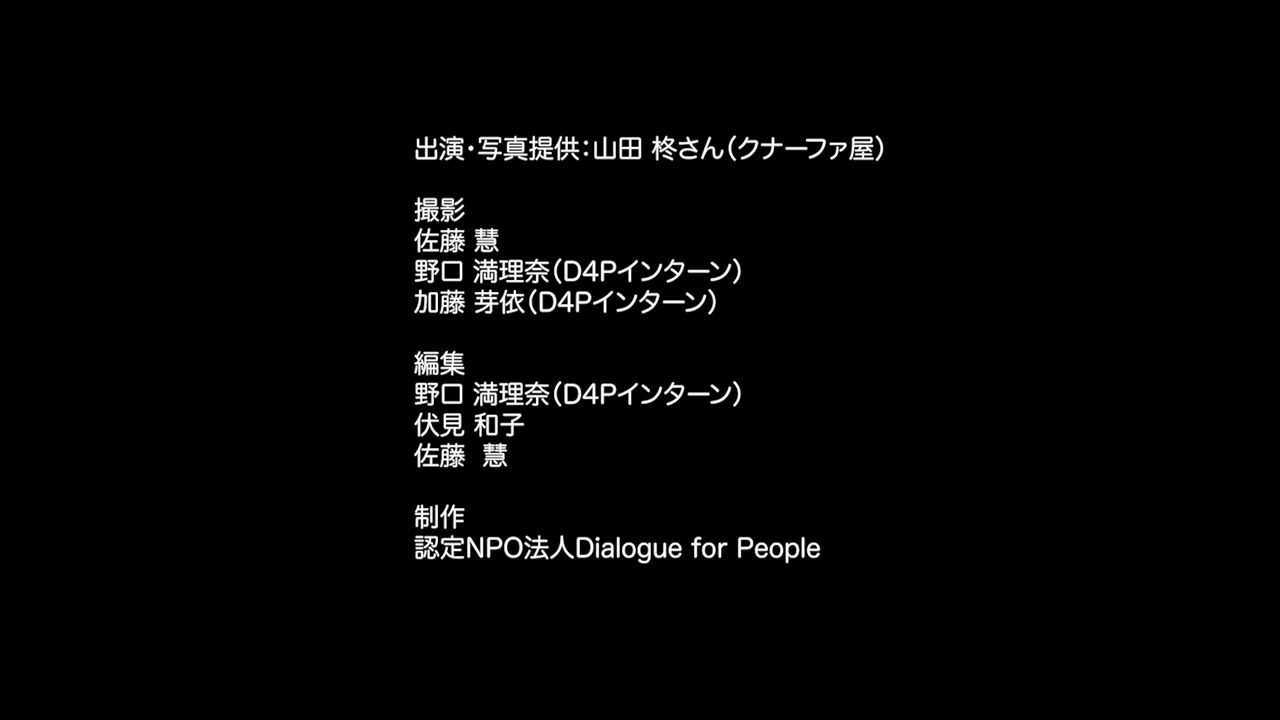 出演・写真提供：山田 柊さん（クナーファ屋）
撮影
佐藤 慧
野口 満理奈（D4Pインターン）
加藤 芽依（D4Pインターン）
編集
野口 満理奈（D4Pインターン）
伏見 和子
佐藤　慧
制作
認定NPO法人Dialogue for People